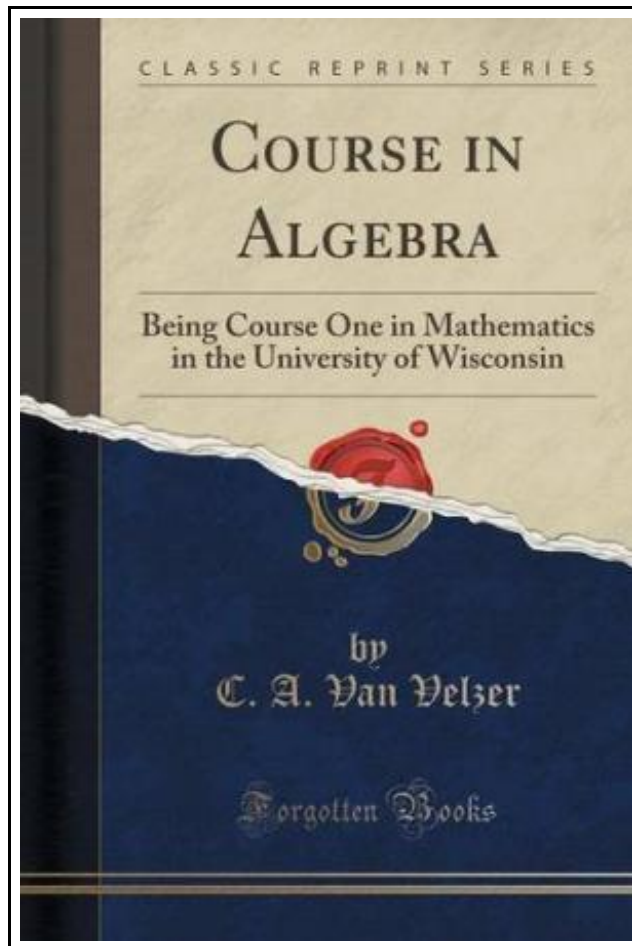 CLASSIC REPRINT SERIES
COURSE IN
ALGEBRA
Being Course One in Mathematics
in the University of Wisconsin
by
C. A. Van Velzer
Forgotten Books